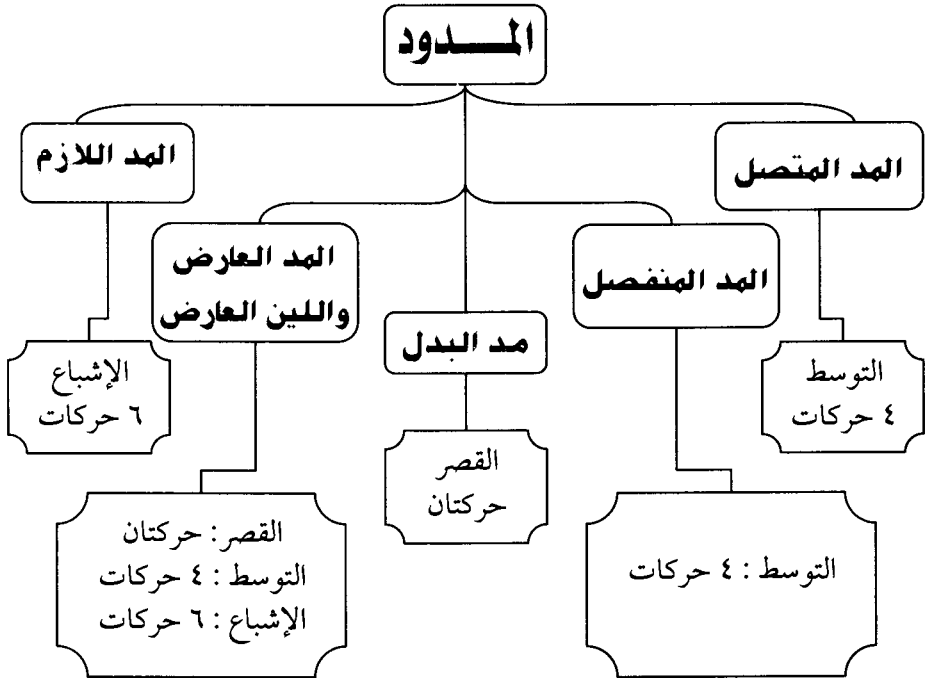 المـــدود
المد المتصل
المد اللازم
المد المنفصل
المد العارض
واللين العارض
مد البدل
التوسط
٤ حركات
الإشباع
٦ حركات
القصر
حركتان
التوسط : ٤ حركات
القصر : حركتان
التوسط : ٤ حركات
الإشباع : ٦ حركات